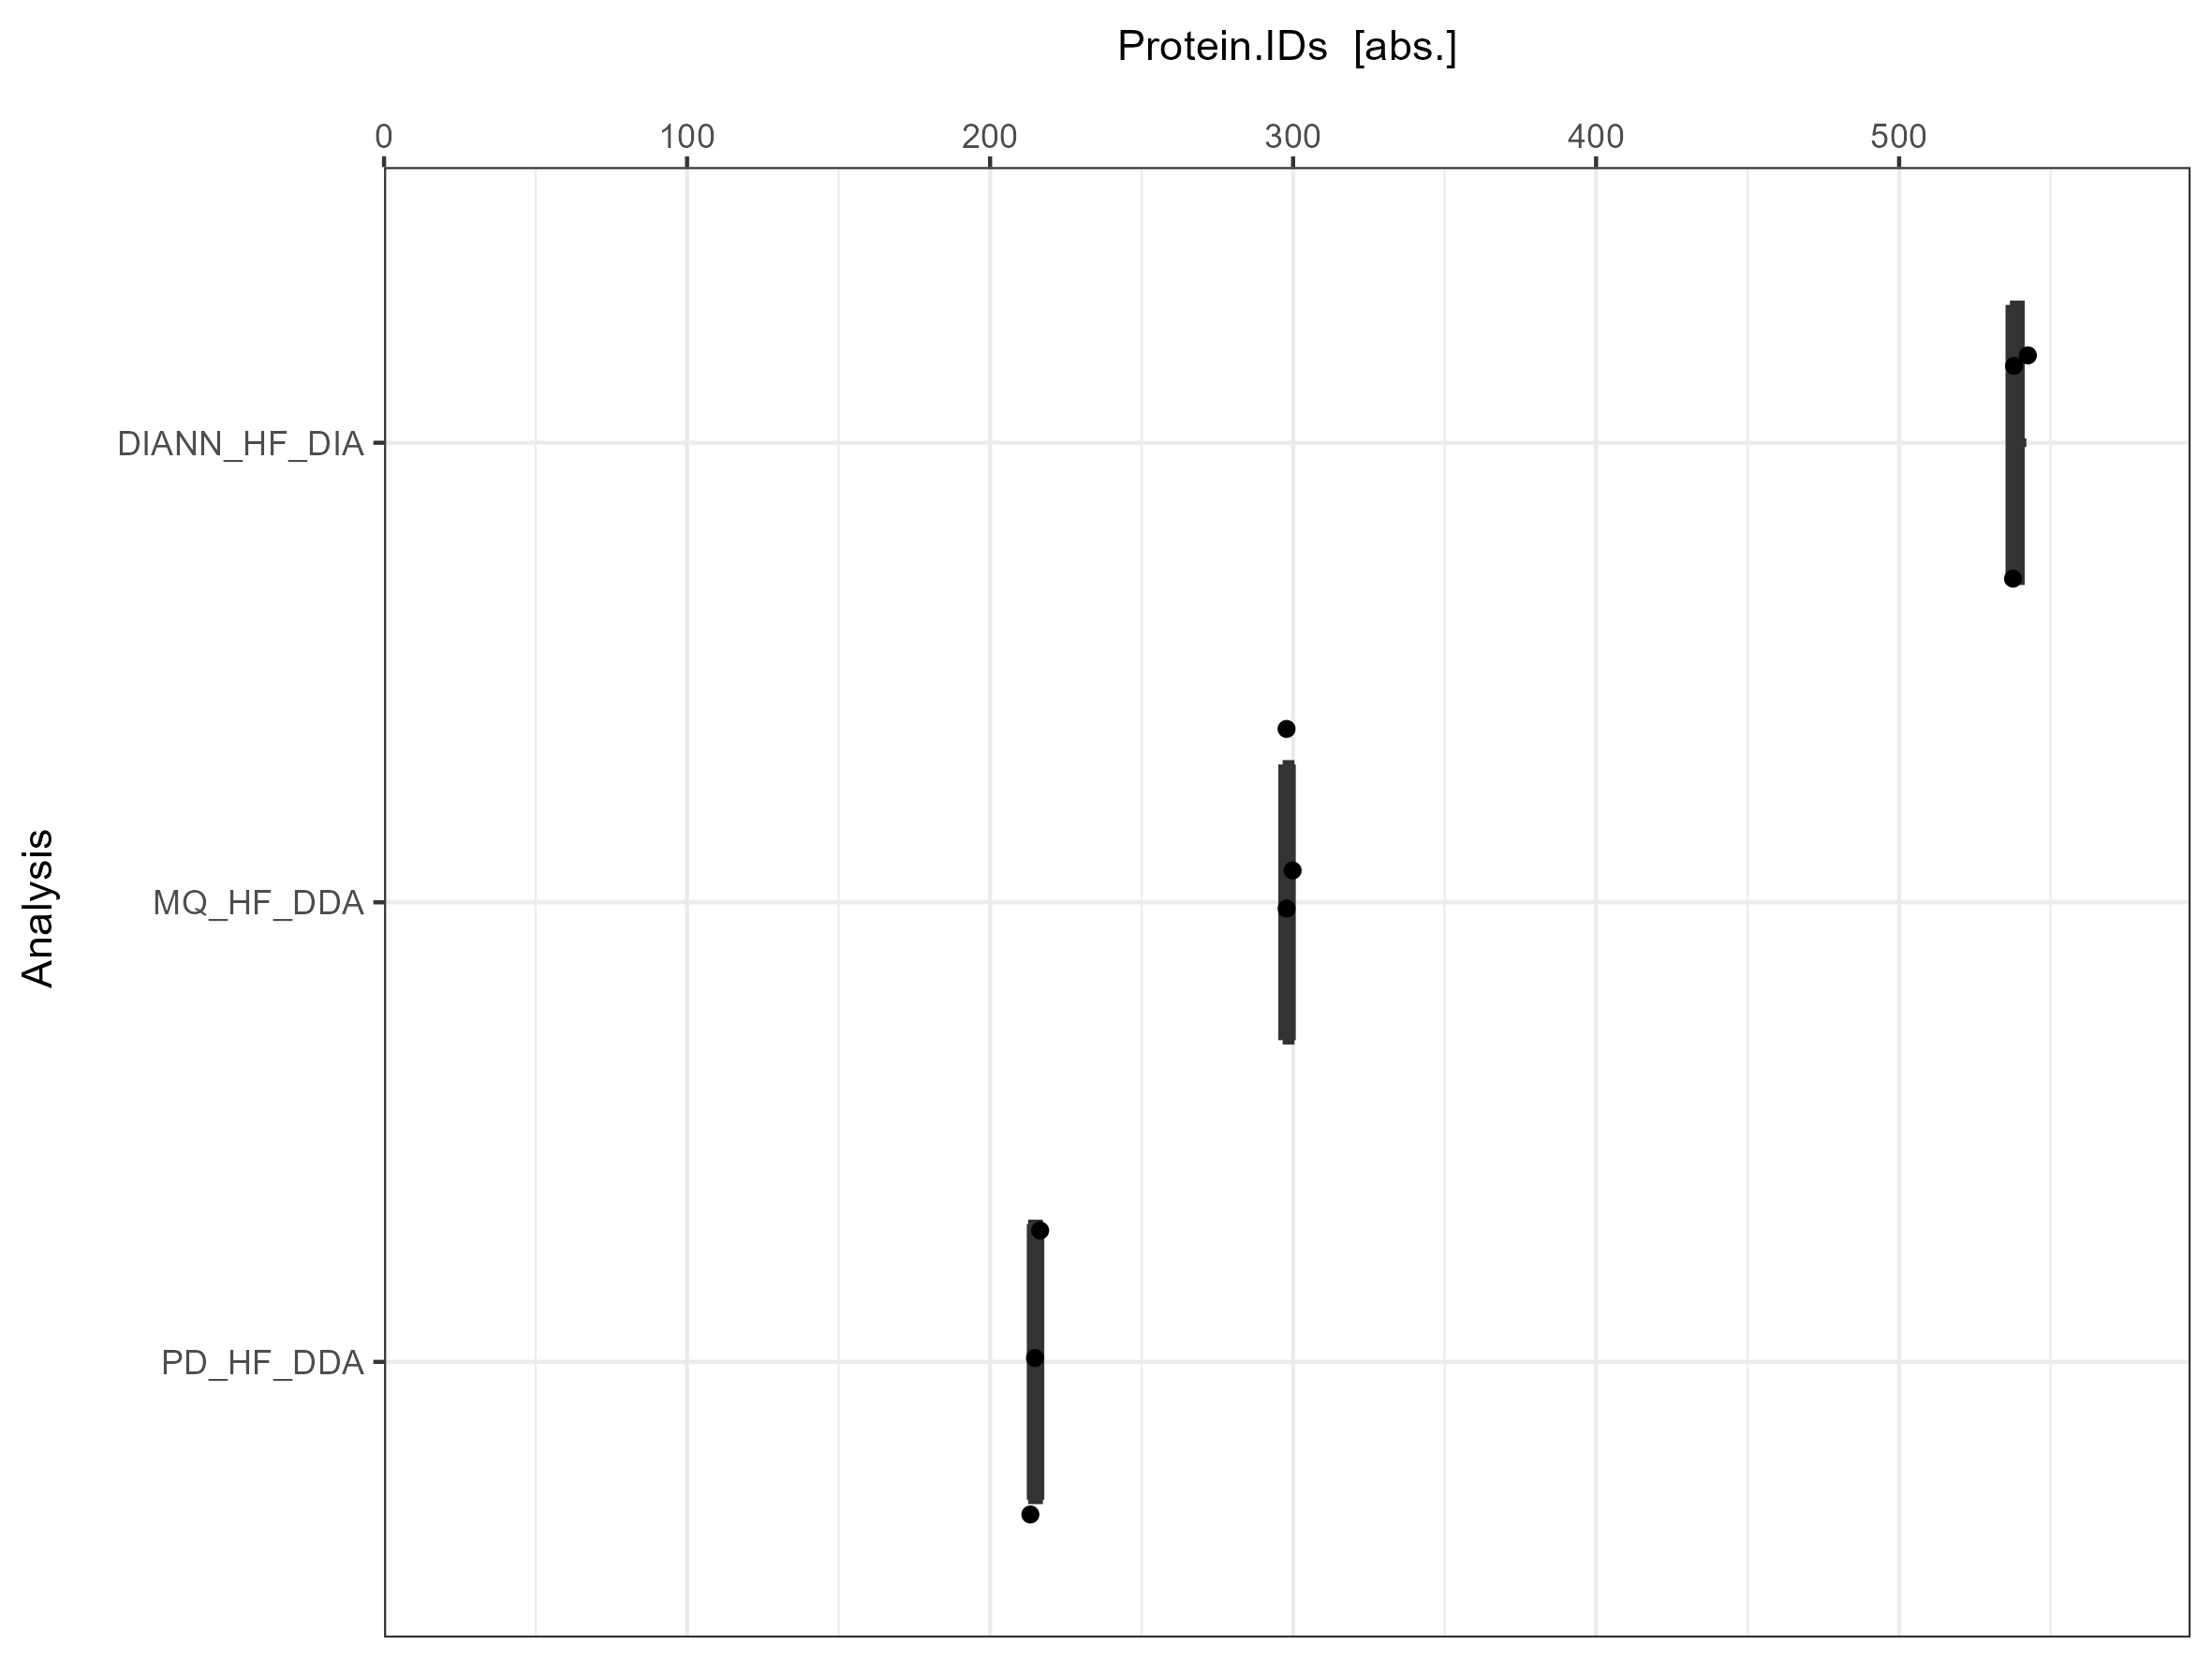 Protein.IDs  [abs.]
0 100 200 300 400 500
DIANN_HF_DIA
MQ_HF_DDA
PD_HF_DDA
Analysis